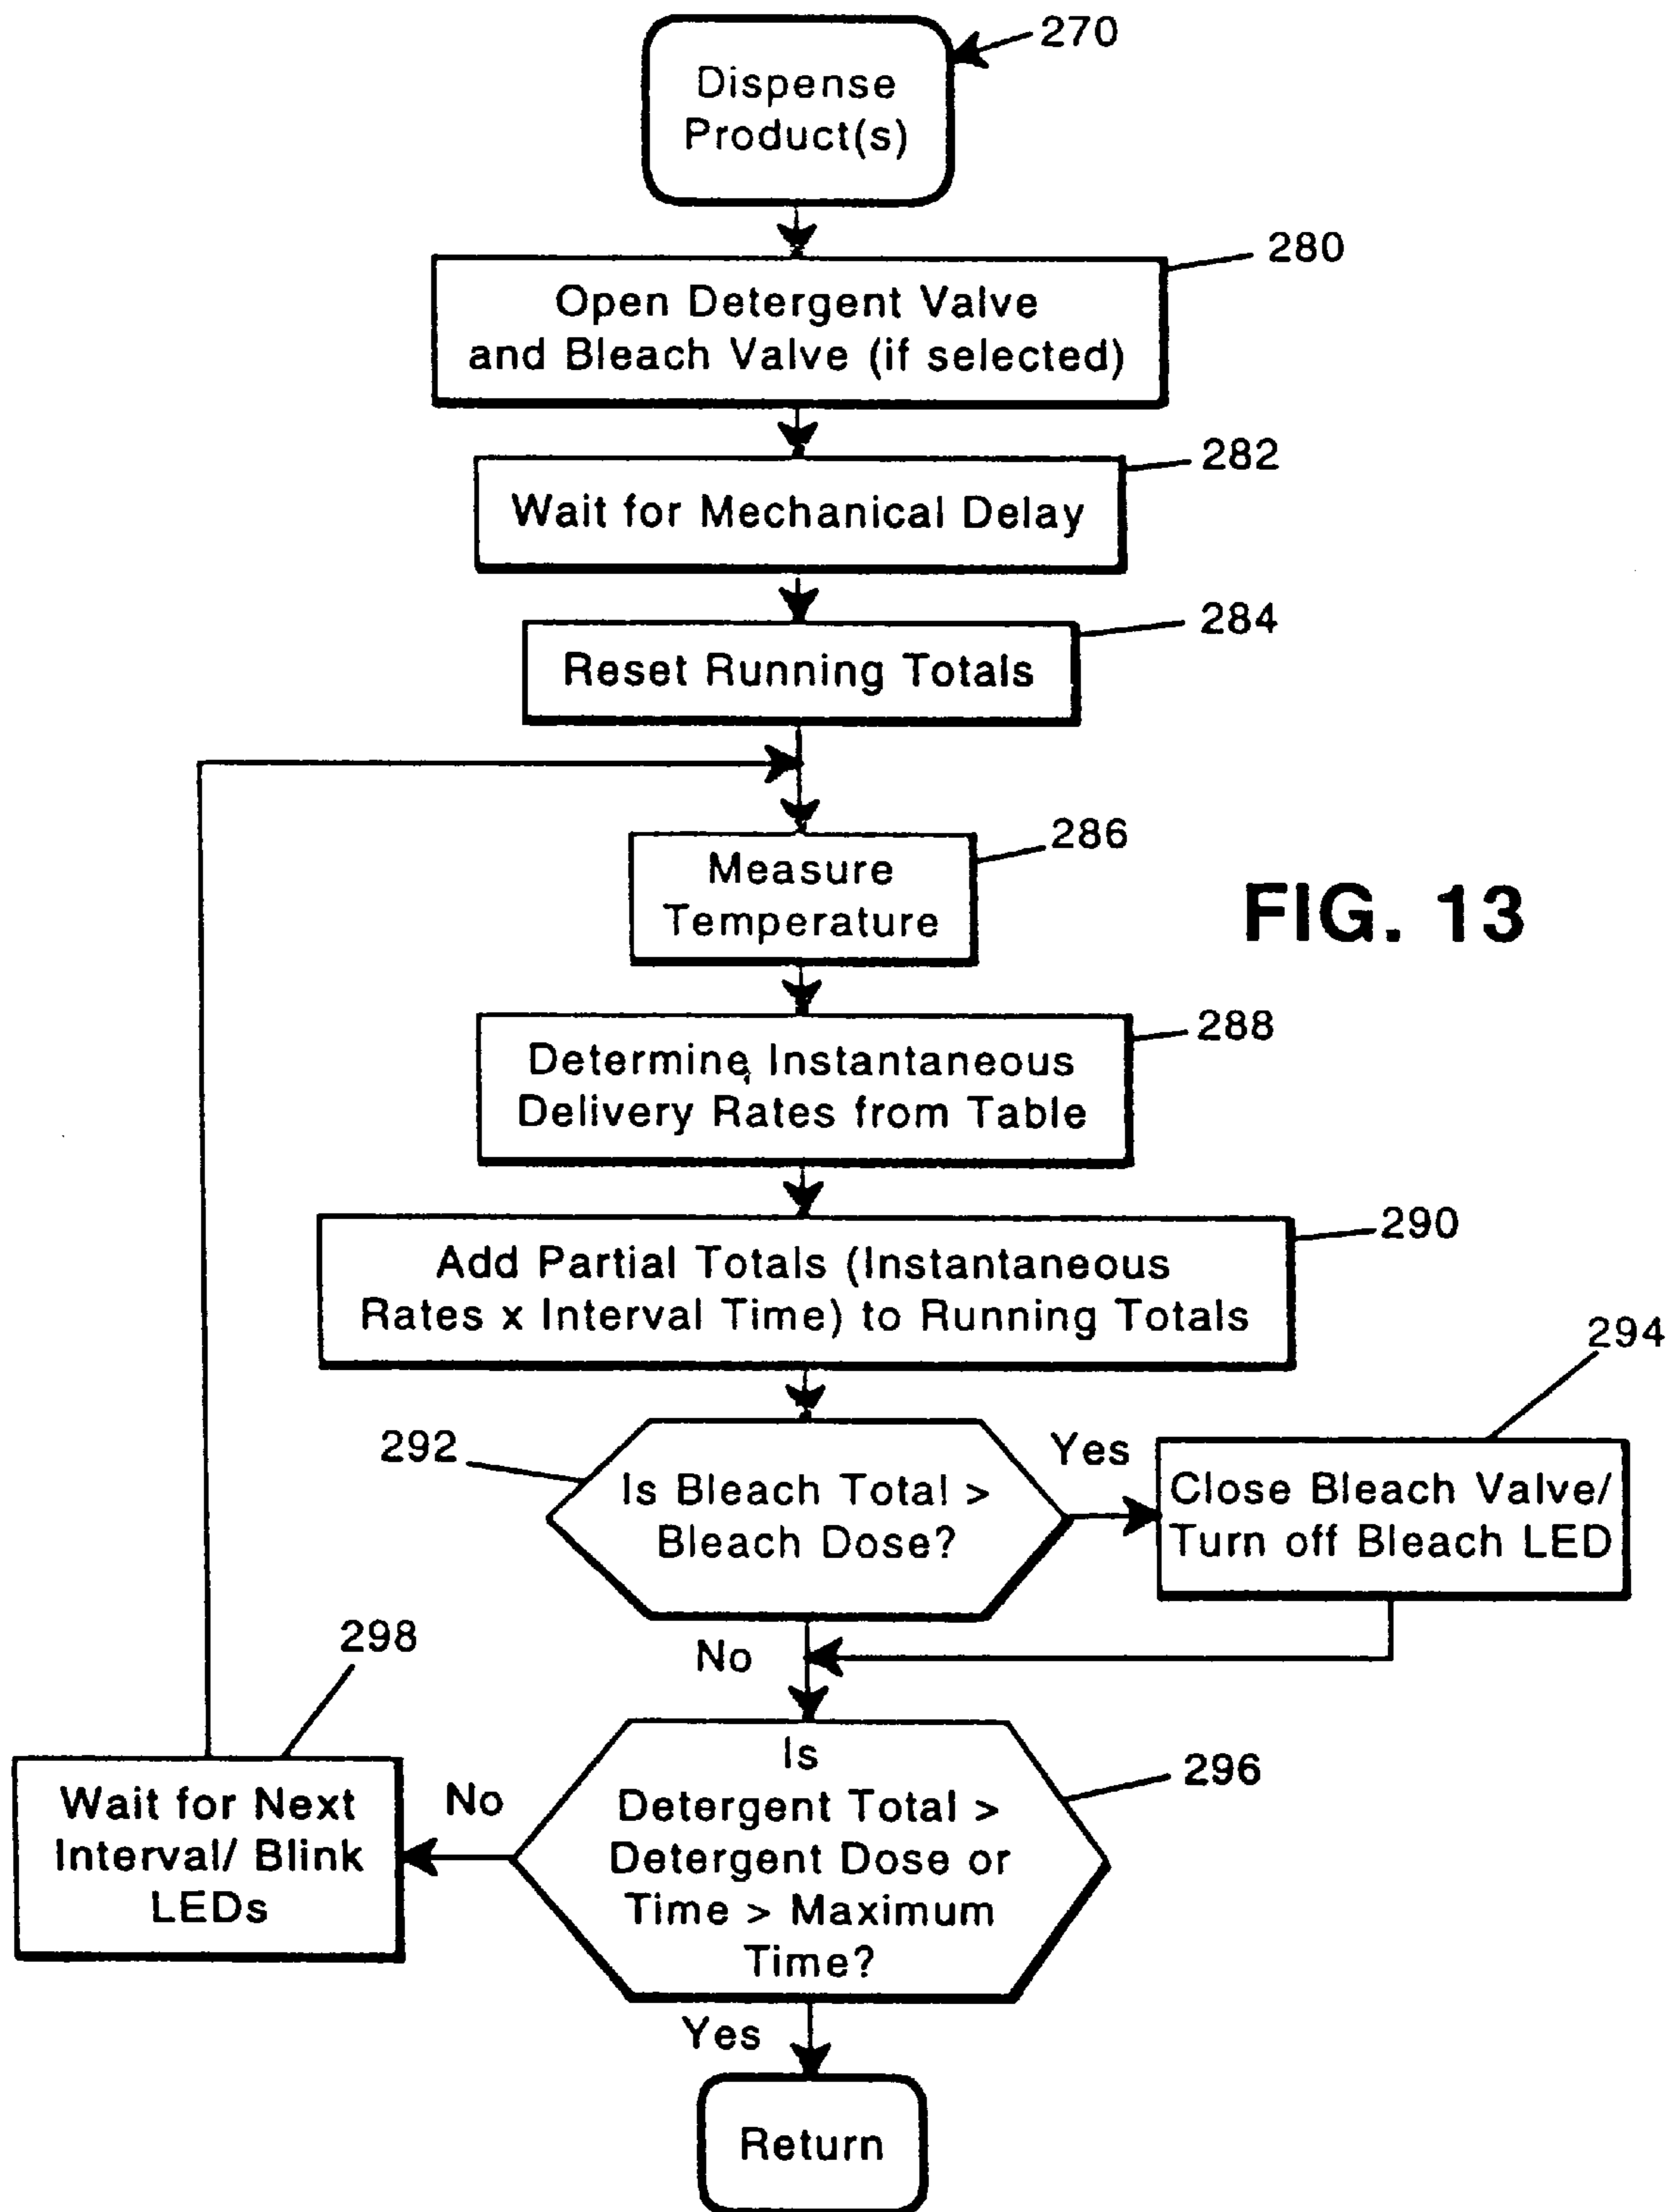 270
Dispense
Product(s)
280
Open Detergent Valve
and Bleach Valve (if selected)
282
Wait for Mechanical Delay
284
Reset Running Totals
286
Measure
Temperature
FIG. 13
288
Determine Instantaneous
Delivery Rates from Table
290
Add Partial Totals (Instantaneous
Rates x Interval Time) to Running Totals
294
292
Is Bleach Total >
Bleach Dose?
Yes
Close Bleach Valve/
Turn off Bleach LED
No
298
Wait for Next
Interval/ Blink
LEDs
No
Is
Detergent Total >
Detergent Dose or
Time > Maximum
Time?
296
Yes
Return